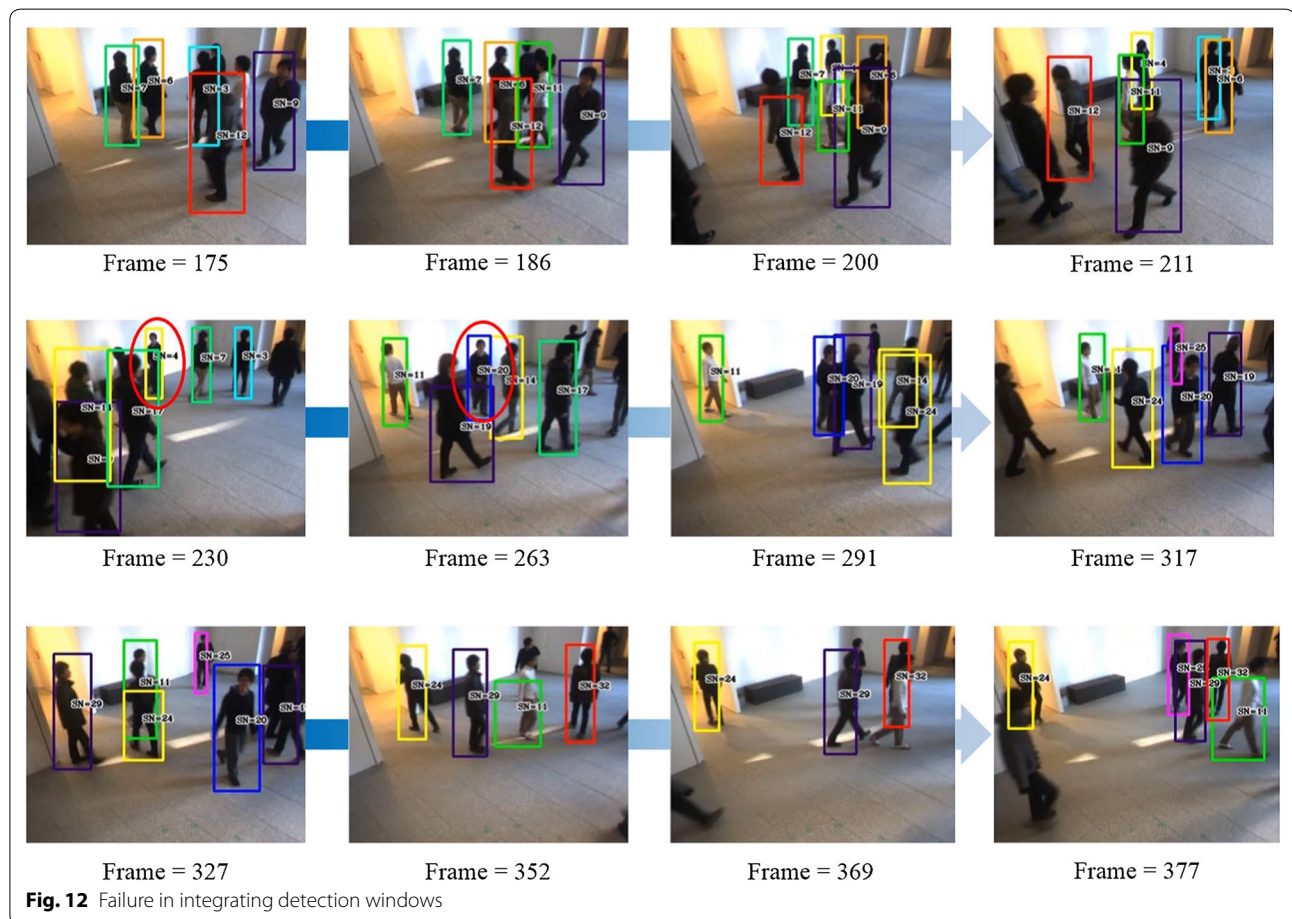 SN=6
SN=7
SN=3
SN=9
SN=12
SN=7
SN=6
SN=11
SN=9
SN=12
SN=7
SN=6
SN=11
SN=12
SN=9
SN=4
SN=6
SN=11
SN=12
SN=9
Frame = 175
Frame = 186
Frame = 200
Frame = 211
SN=4
SN=7
SN=3
SN=17
SN=11
SN=20
SN=14
SN=17
SN=19
SN=11
SN=20
SN=19
SN=14
SN=24
SN=25
SN=19
SN=24
SN=20
Frame = 230
Frame = 263
Frame = 291
Frame = 317
SN=25
SN=11
SN=29
SN=24
SN=20
SN=24
SN=29
SN=11
SN=32
SN=24
SN=29
SN=32
SN=24
SN=32
SN=29
SN=11
Frame = 327
Frame = 352
Frame = 369
Frame = 377
Fig. 12 Failure in integrating detection windows